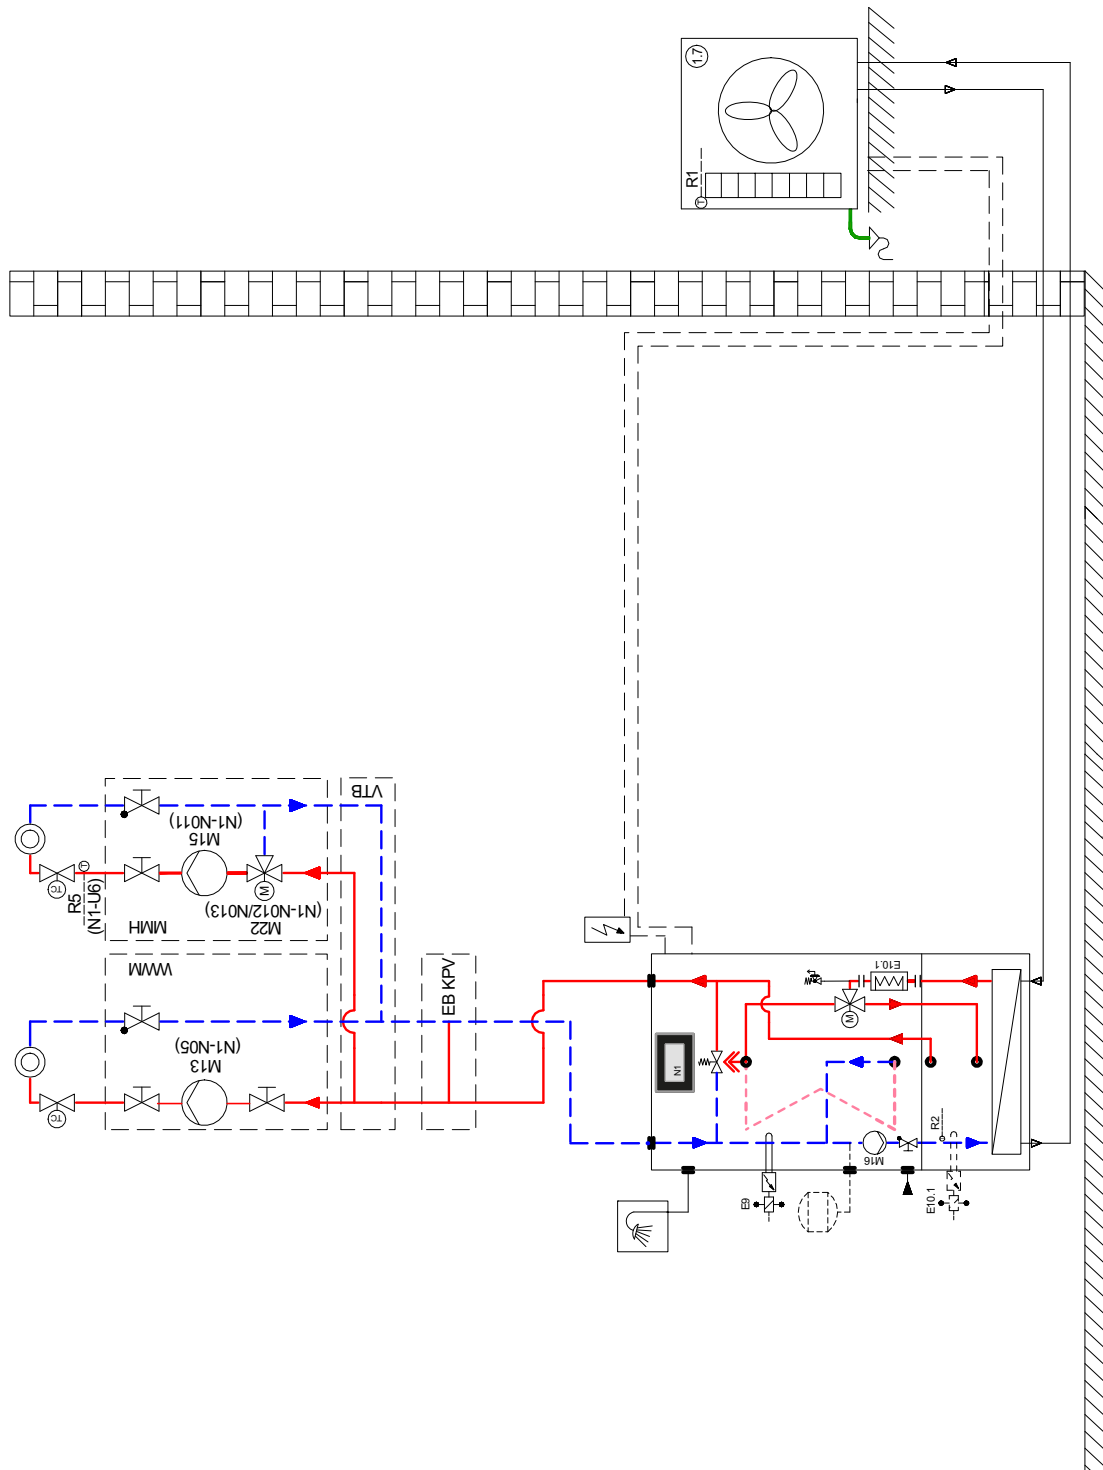 1.7
R1
T
VTB
M15
(N1-N011)
TC
T
R5
(N1-U6)
M
M22
(N1-N012/N013)
MMH
WWM
EB KPV
M13
(N1-N05)
TC
E10.1
M
N1
R2
M16
E9
E10.1